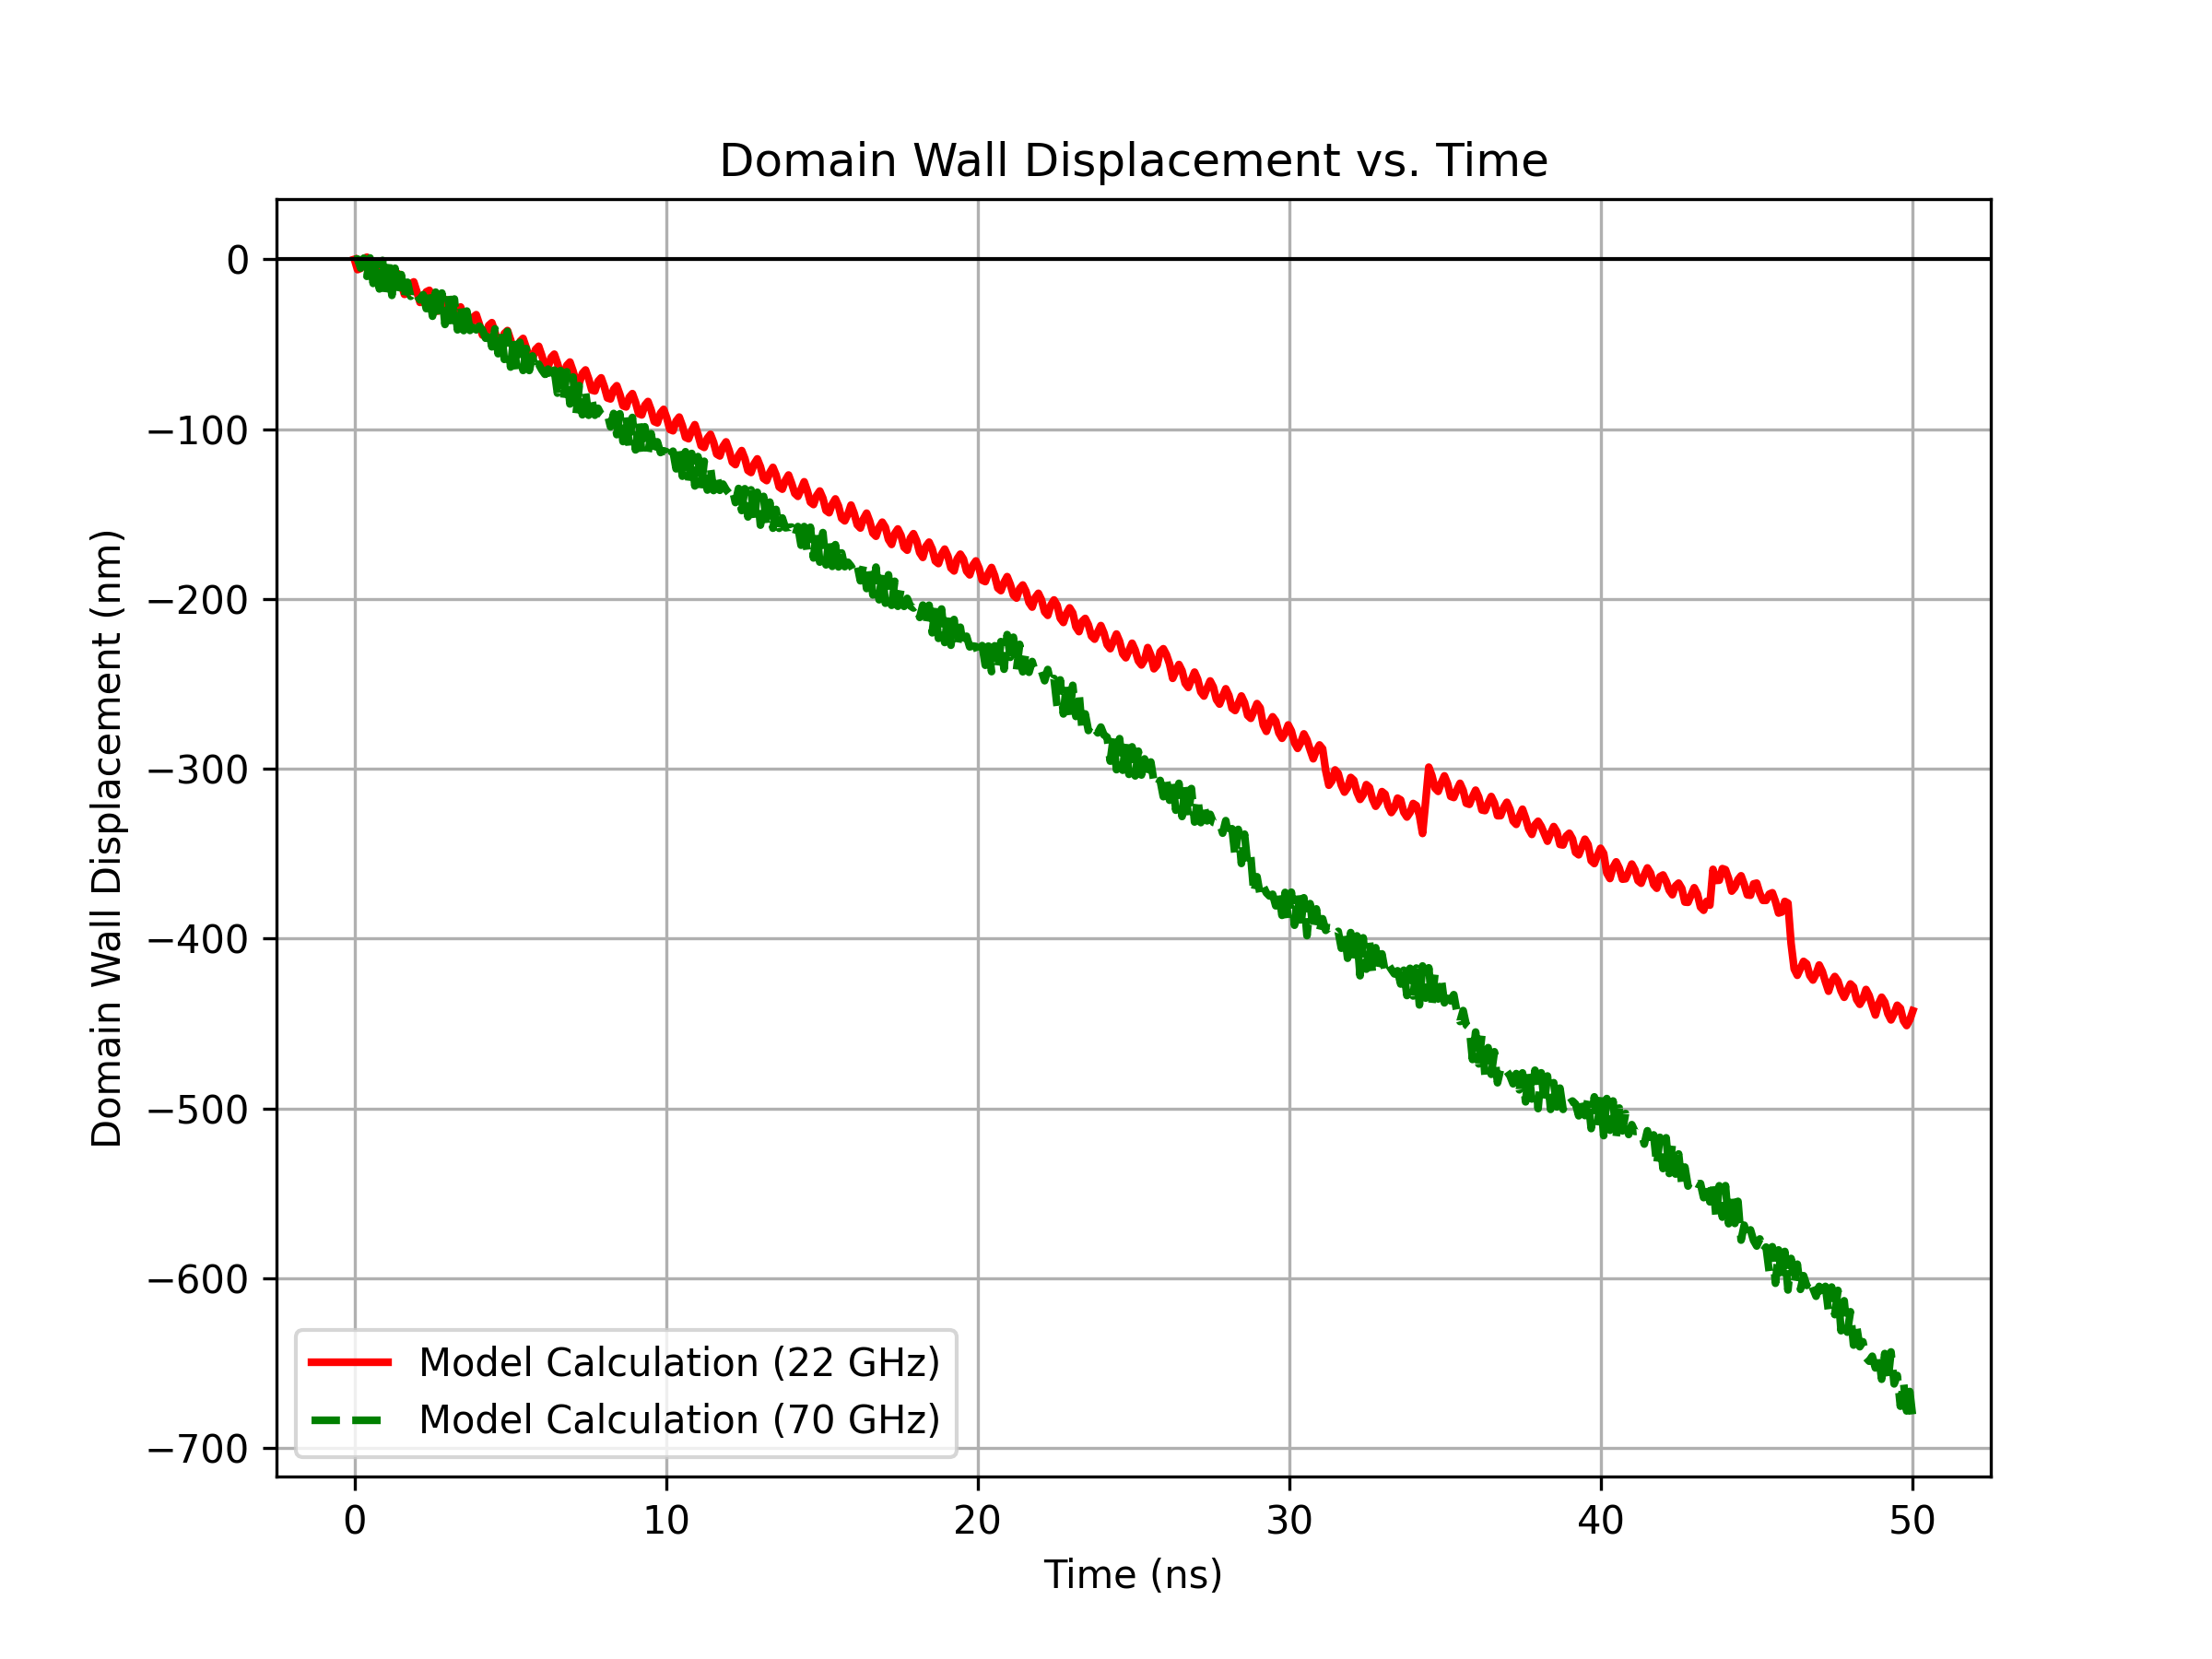 Domain Wall Displacement vs. Time
Domain Wall Displacement (nm)
0
−100
−200
−300
−400
−500
−600
−700
Model Calculation (22 GHz)
Model Calculation (70 GHz)
0 10 20 30 40 50
Time (ns)